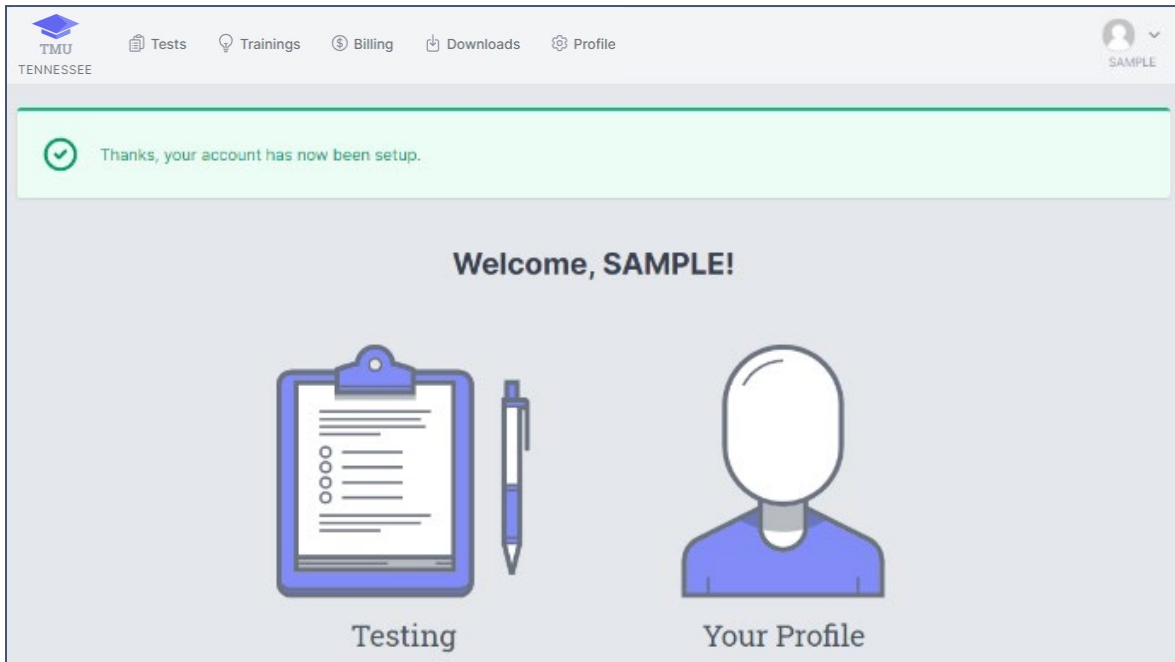 TMU
TENNESSEE
Tests Trainings Billing Downloads Profile
SAMPLE
Thanks, your account has now been setup.
Welcome, SAMPLE!
Testing Your Profile